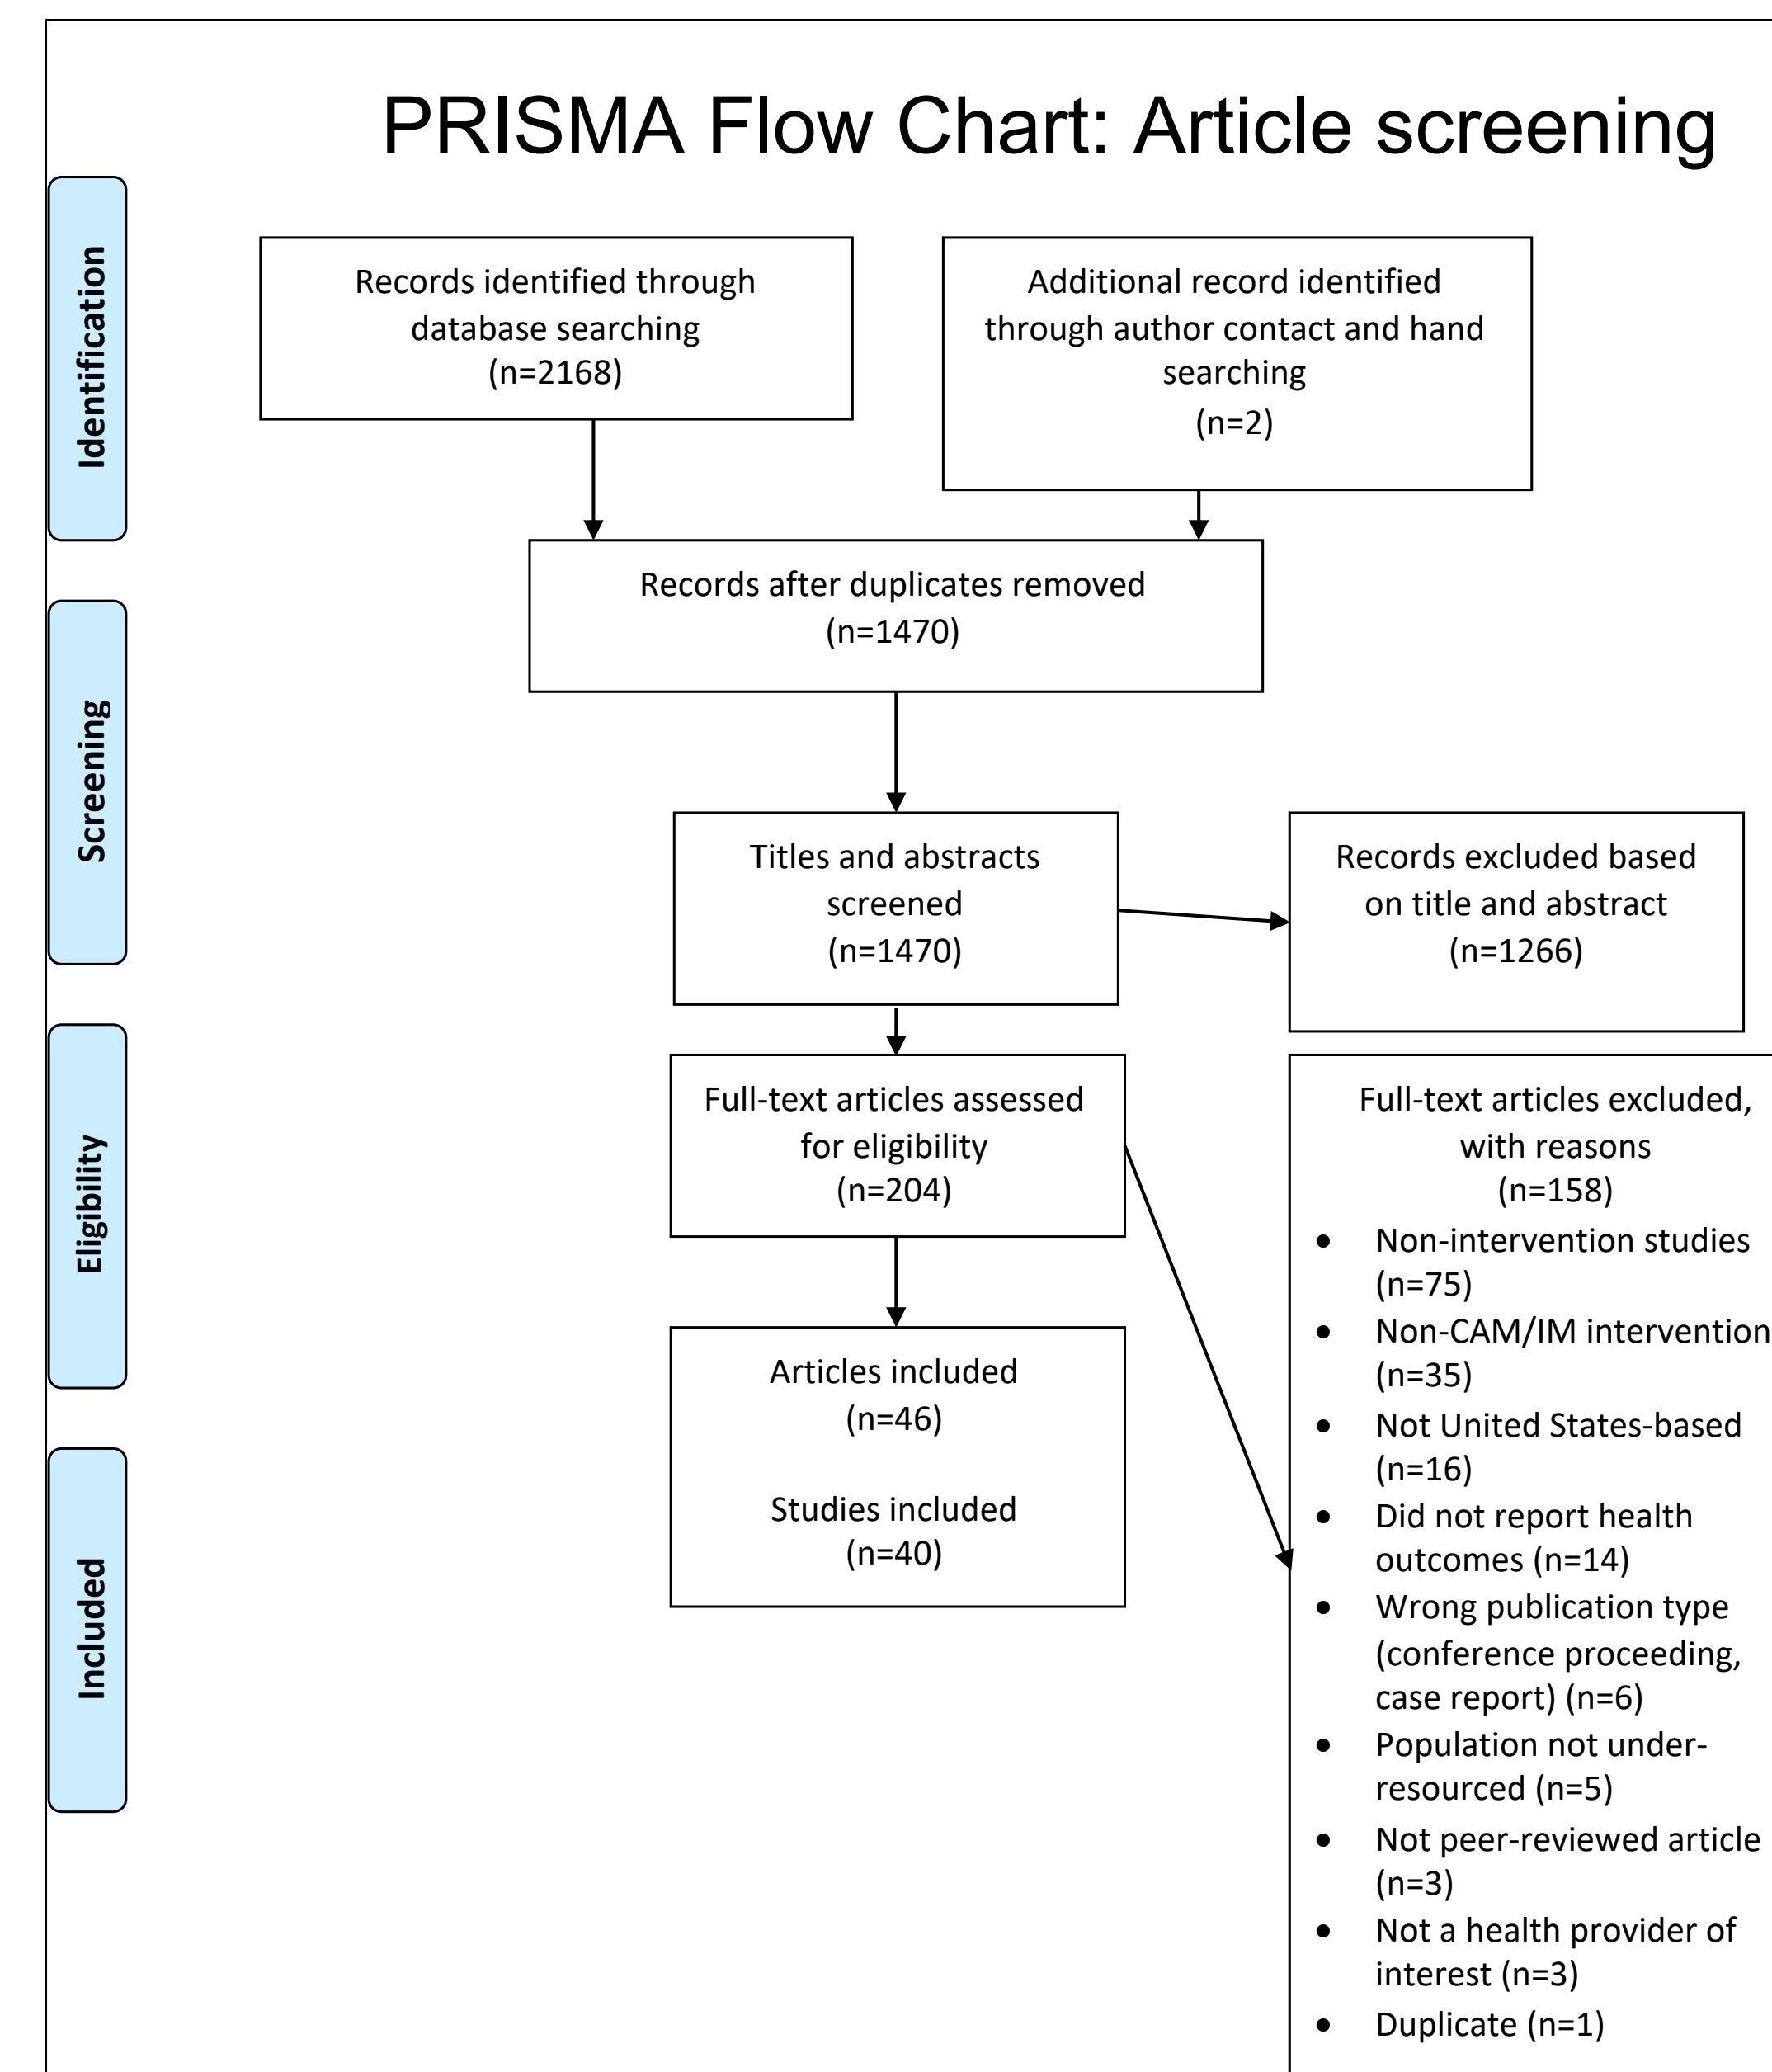 PRISMA Flow Chart: Article screening
Identification
Records identified through
database searching
(n=2168)
Additional record identified
through author contact and hand
searching
(n=2)
Records after duplicates removed
(n=1470)
Screening
Titles and abstracts
screened
(n=1470)
Records excluded based
on title and abstract
(n=1266)
Eligibility
Full-text articles assessed
for eligibility
(n=204)
Full-text articles excluded,
with reasons
(n=158)
• Non-intervention studies
(n=75)
• Non-CAM/IM intervention
(n=35)
• Not United States-based
(n=16)
• Did not report health
outcomes (n=14)
• Wrong publication type
(conference proceeding,
case report) (n=6)
• Population not under-
resourced (n=5)
• Not peer-reviewed article
(n=3)
• Not a health provider of
interest (n=3)
• Duplicate (n=1)
Included
Articles included
(n=46)
Studies included
(n=40)